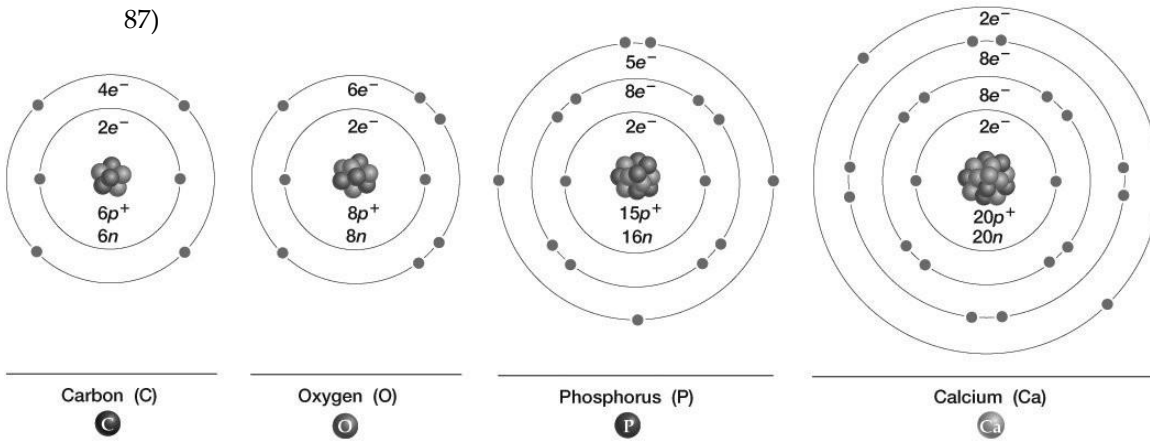 87)
4e⁻
2e⁻
6p⁺
6n
Carbon (C)
C
6e⁻
2e⁻
8p⁺
8n
Oxygen (O)
O
5e⁻
8e⁻
2e⁻
15p⁺
16n
Phosphorus (P)
P
2e⁻
8e⁻
8e⁻
2e⁻
20p⁺
20n
Calcium (Ca)
Ca